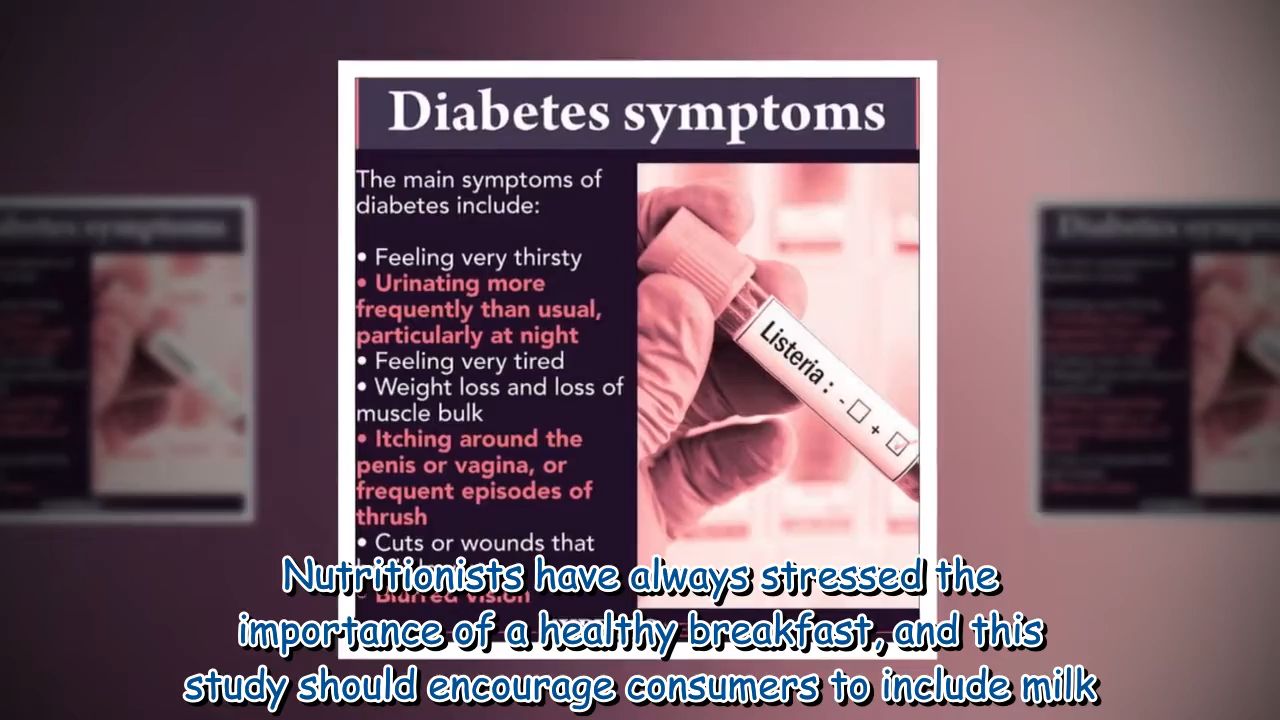 Diabetes symptoms
The main symptoms of
diabetes include:
• Feeling very thirsty
• Urinating more
frequently than usual,
particularly at night
• Feeling very tired
• Weight loss and loss of
muscle bulk
• Itching around the
penis or vagina, or
frequent episodes of
thrush
• Cuts or wounds that
• Blurred vision
Listeria : - +
Nutritionists have always stressed the
importance of a healthy breakfast, and this
study should encourage consumers to include milk